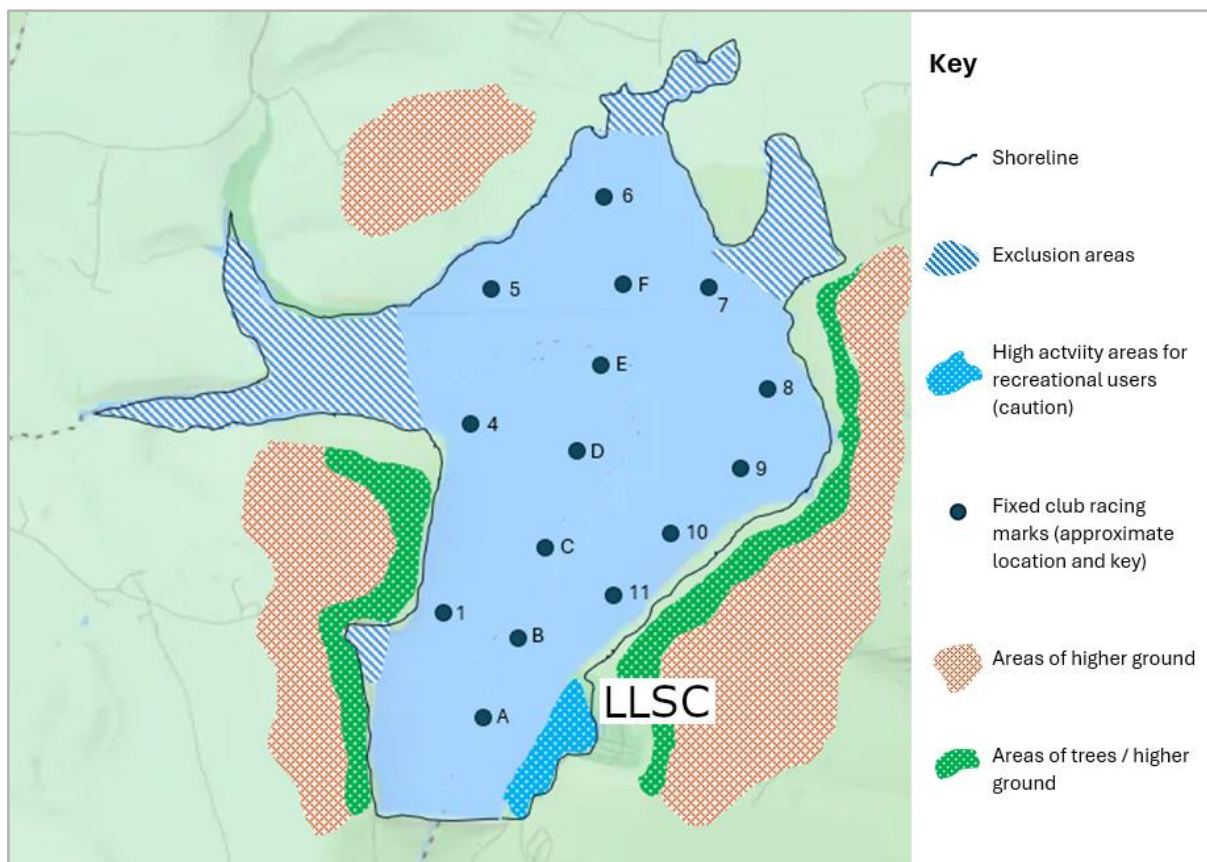 Key
Shoreline
Exclusion areas
High actviity areas for
recreational users
(caution)
Fixed club racing
marks (approximate
location and key)
Areas of higher ground
Areas of trees / higher
ground
6
5
F
7
E
8
4
D
9
10
C
11
1
B
LLSC
A